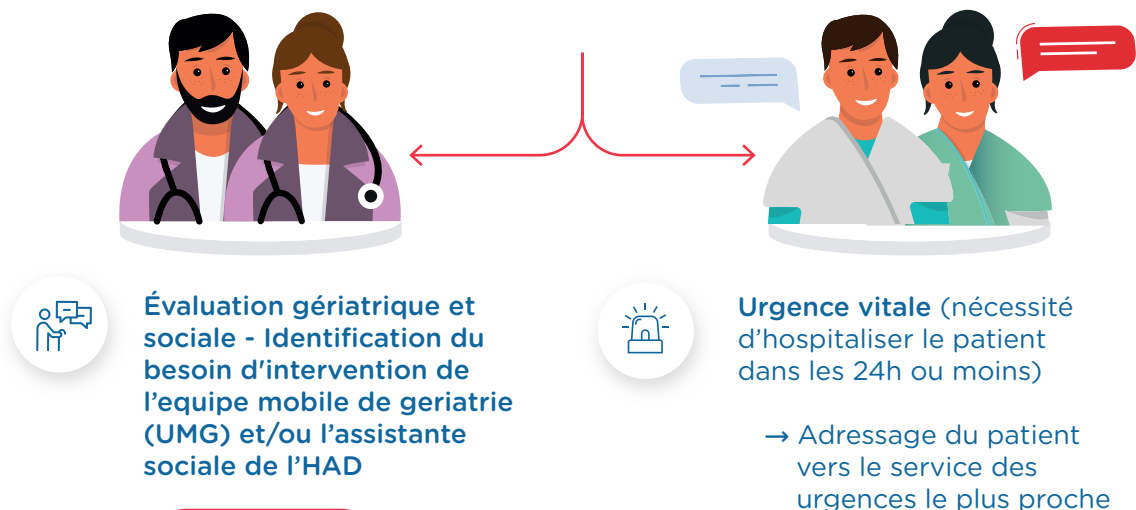 Évaluation gériatrique et
sociale - Identification du
besoin d'intervention de
l’equipe mobile de geriatrie
(UMG) et/ou l’assistante
sociale de l’HAD
Urgence vitale (nécessité
d’hospitaliser le patient
dans les 24h ou moins)
→ Adressage du patient
vers le service des
urgences le plus proche